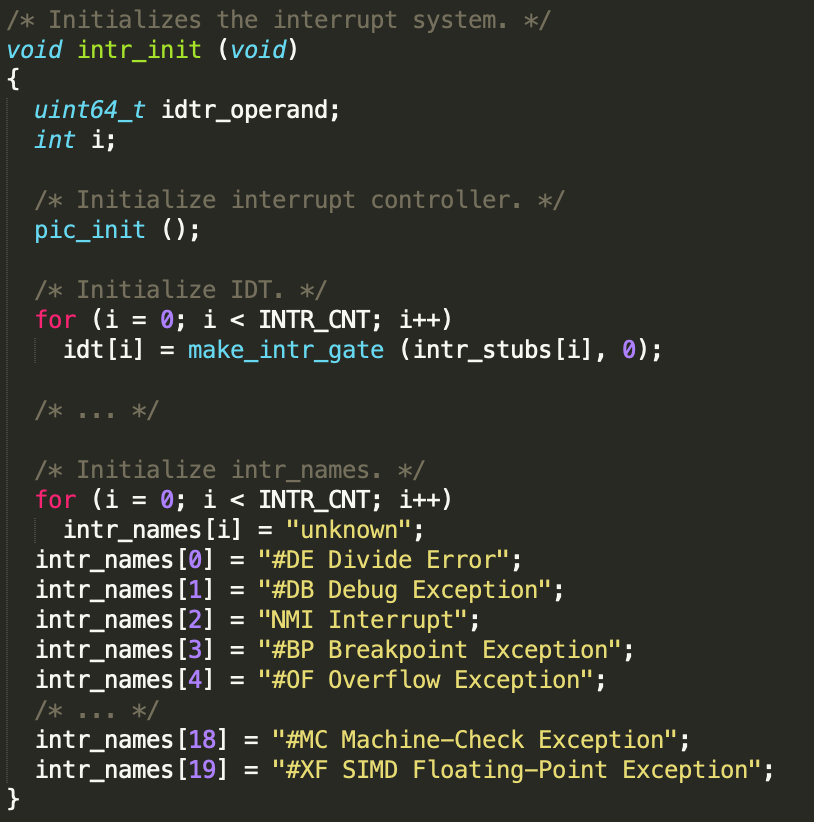 /* Initializes the interrupt system. */
void intr_init (void)
{
  uint64_t idtr_operand;
  int i;

  /* Initialize interrupt controller. */
  pic_init ();

  /* Initialize IDT. */
  for (i = 0; i < INTR_CNT; i++)
    idt[i] = make_intr_gate (intr_stubs[i], 0);

  /* ... */

  /* Initialize intr_names. */
  for (i = 0; i < INTR_CNT; i++)
    intr_names[i] = "unknown";
  intr_names[0] = "#DE Divide Error";
  intr_names[1] = "#DB Debug Exception";
  intr_names[2] = "NMI Interrupt";
  intr_names[3] = "#BP Breakpoint Exception";
  intr_names[4] = "#OF Overflow Exception";
  /* ... */
  intr_names[18] = "#MC Machine-Check Exception";
  intr_names[19] = "#XF SIMD Floating-Point Exception";
}